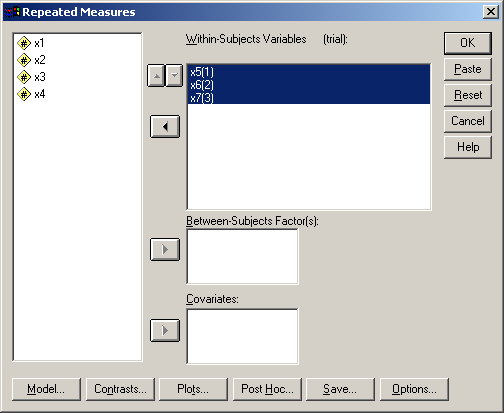 Repeated Measures
x1
x2
x3
x4
Within-Subjects Variables (trial):
x5(1)
x6(2)
x7(3)
Between-Subjects Factor(s):
Covariates:
OK
Paste
Reset
Cancel
Help
Model... Contrasts... Plots... Post Hoc... Save... Options...